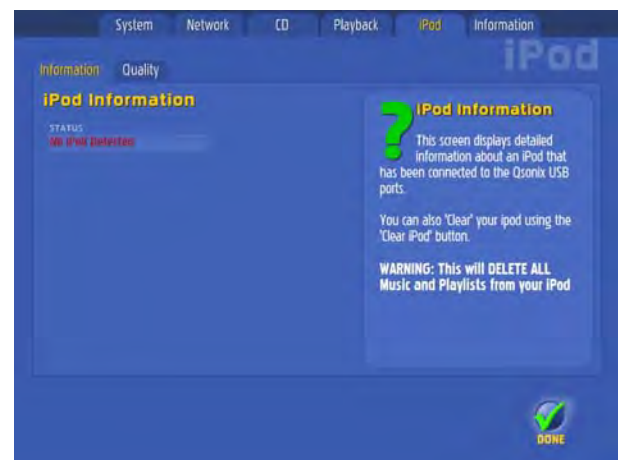 System Network CD Playback iPod Information
iPod
Information Quality
iPod Information
STATUS
No iPod Detected
iPod Information
This screen displays detailed
information about an iPod that
has been connected to the Qsonix USB
ports.
You can also 'Clear' your ipod using the
'Clear iPod' button.
WARNING: This will DELETE ALL
Music and Playlists from your iPod
DONE